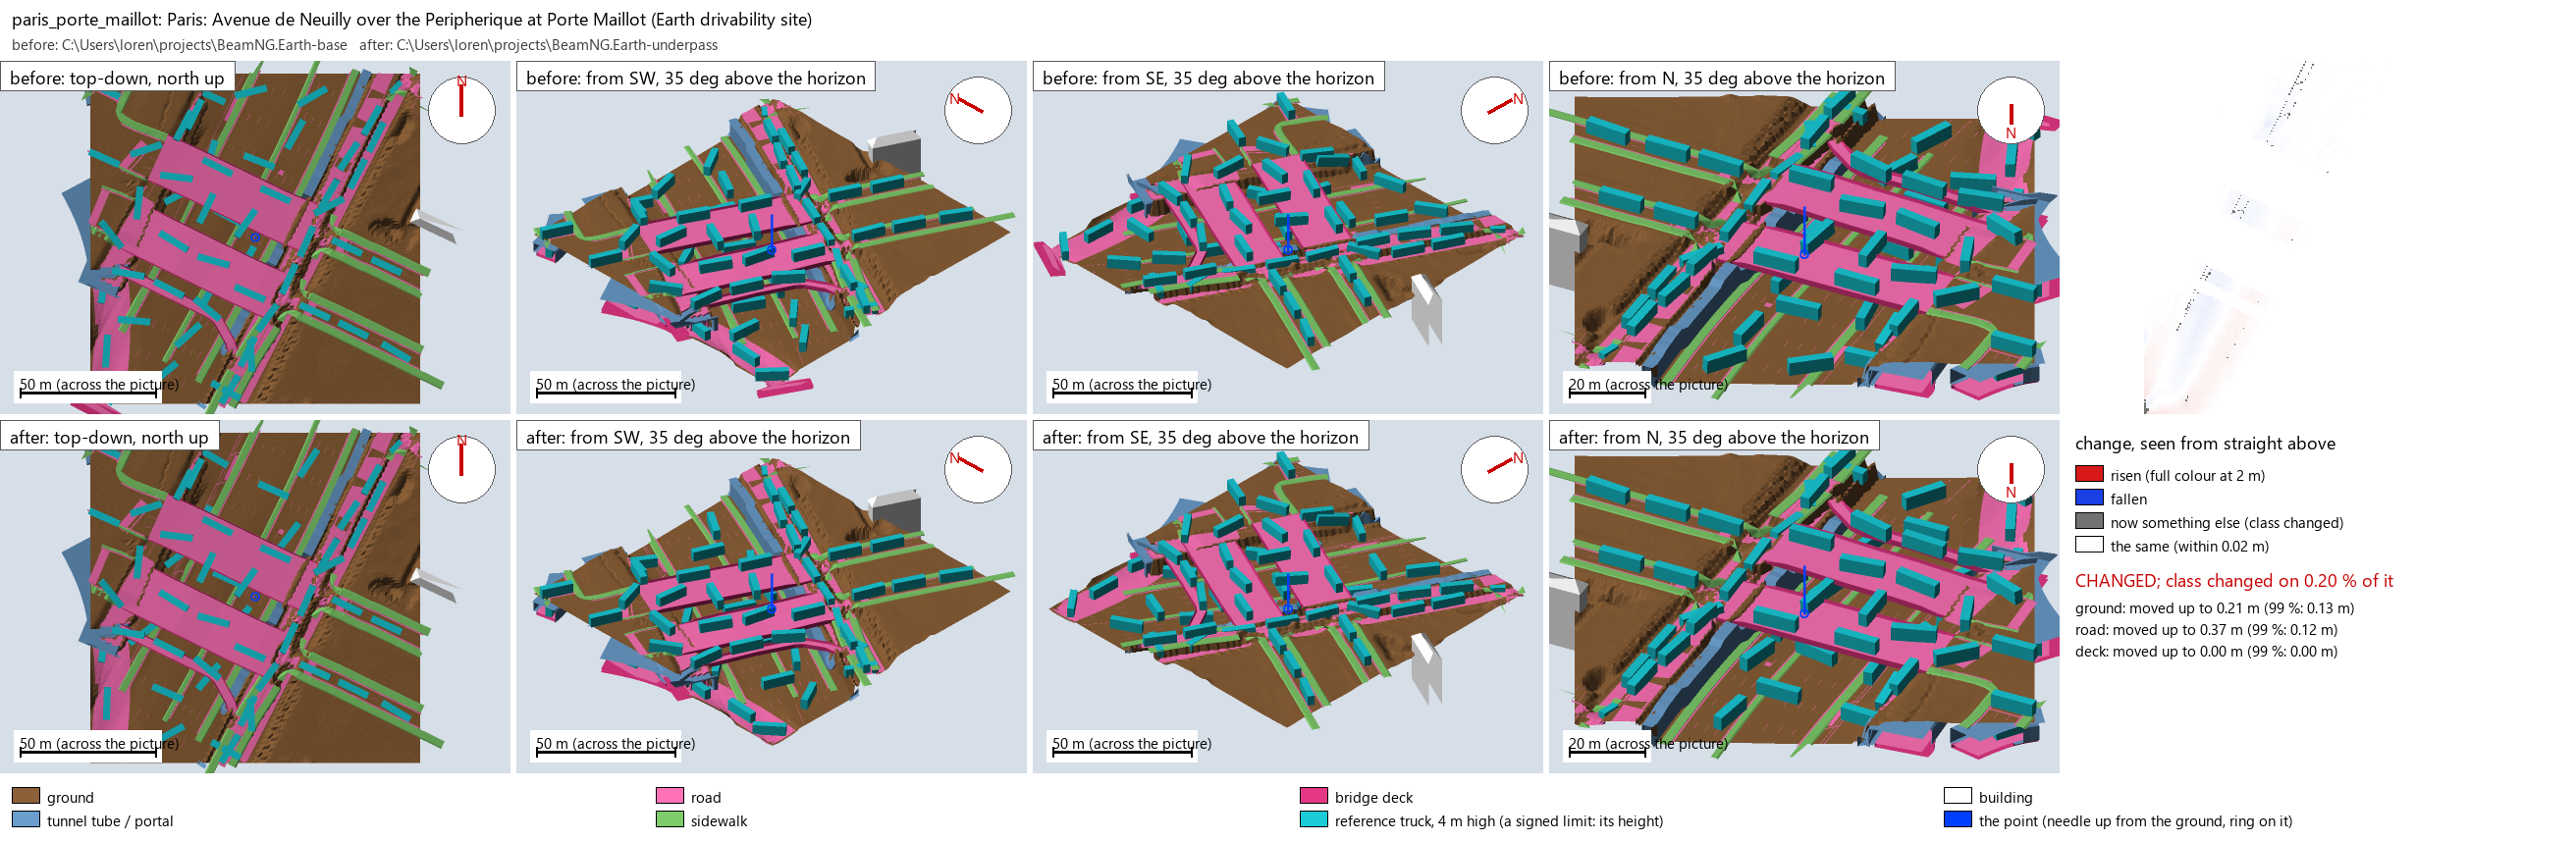 paris_porte_maillot: Paris: Avenue de Neuilly over the Peripherique at Porte Maillot (Earth drivability site)
before: C:\Users\loren\projects\BeamNG.Earth-base   after: C:\Users\loren\projects\BeamNG.Earth-underpass
before: top-down, north up
N
50 m (across the picture)
before: from SW, 35 deg above the horizon
N
50 m (across the picture)
before: from SE, 35 deg above the horizon
N
50 m (across the picture)
before: from N, 35 deg above the horizon
N
20 m (across the picture)
after: top-down, north up
N
50 m (across the picture)
after: from SW, 35 deg above the horizon
N
50 m (across the picture)
after: from SE, 35 deg above the horizon
N
50 m (across the picture)
after: from N, 35 deg above the horizon
N
20 m (across the picture)
change, seen from straight above
risen (full colour at 2 m)
fallen
now something else (class changed)
the same (within 0.02 m)
CHANGED; class changed on 0.20 % of it
ground: moved up to 0.21 m (99 %: 0.13 m)
road: moved up to 0.37 m (99 %: 0.12 m)
deck: moved up to 0.00 m (99 %: 0.00 m)
ground
road
bridge deck
building
tunnel tube / portal
sidewalk
reference truck, 4 m high (a signed limit: its height)
the point (needle up from the ground, ring on it)